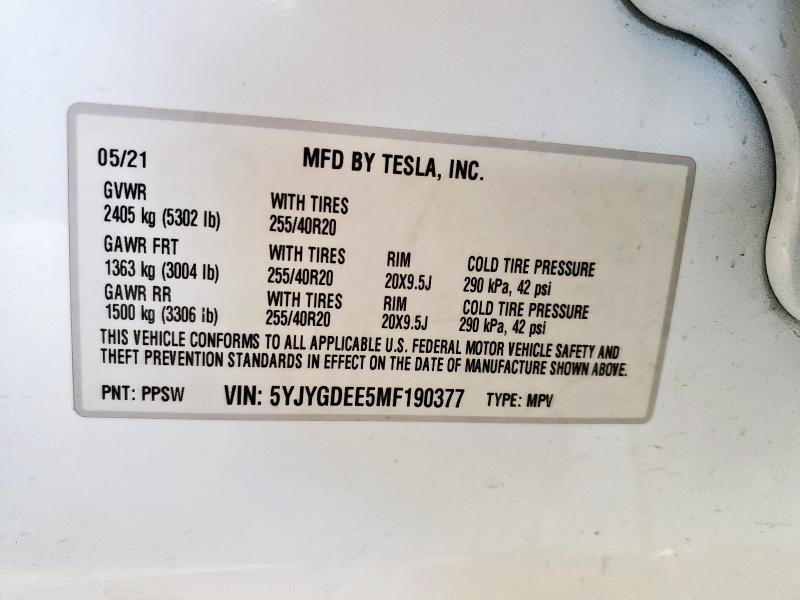 05/21 MFD BY TESLA, INC.
GVWR WITH TIRES
2405 kg (5302 lb) 255/40R20
GAWR FRT WITH TIRES RIM COLD TIRE PRESSURE
1363 kg (3004 lb) 255/40R20 20X9.5J 290 kPa, 42 psi
GAWR RR WITH TIRES RIM COLD TIRE PRESSURE
1500 kg (3306 lb) 255/40R20 20X9.5J 290 kPa, 42 psi
THIS VEHICLE CONFORMS TO ALL APPLICABLE U.S. FEDERAL MOTOR VEHICLE SAFETY AND
THEFT PREVENTION STANDARDS IN EFFECT ON THE DATE OF MANUFACTURE SHOWN ABOVE.
PNT: PPSW VIN: 5YJYGDEE5MF190377 TYPE: MPV